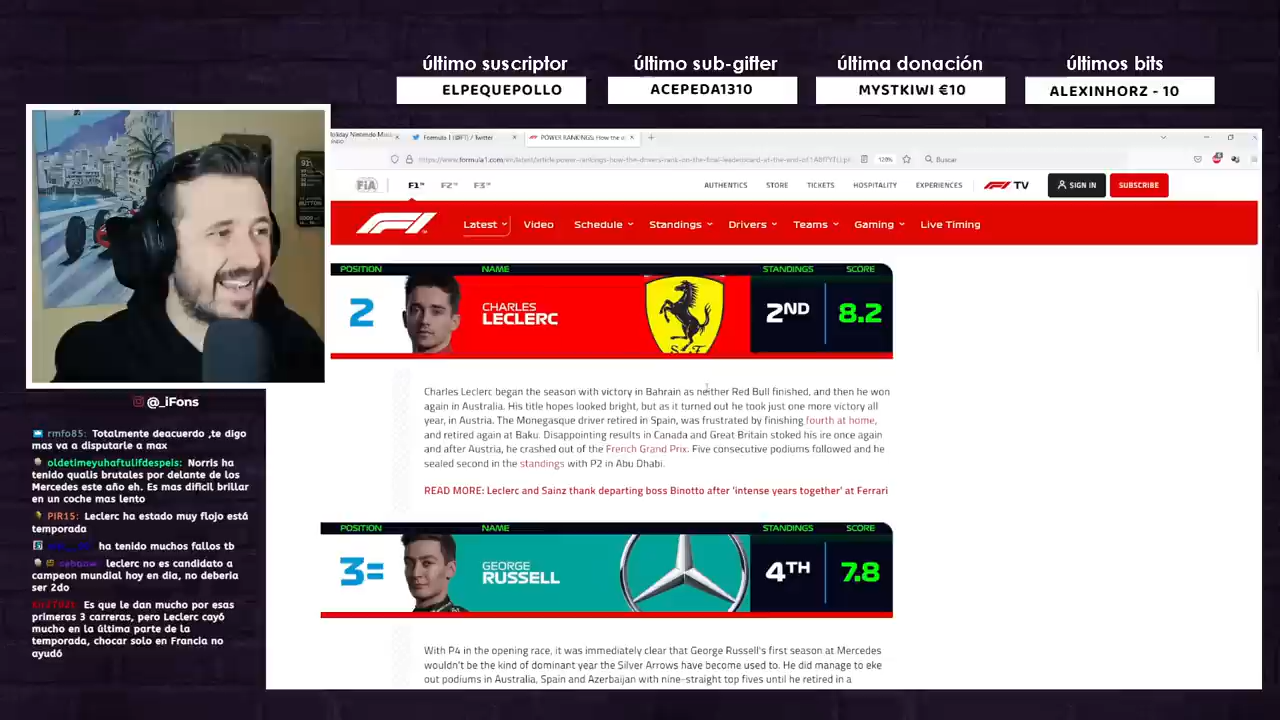 último suscriptor
último sub-gifter
última donación
últimos bits
ELPEQUEPOLLO
ACEPEDA1310
MYSTKIWI €10
ALEXINHORZ - 10
Formula 1 (@F1) / Twitter
POWER RANKINGS: How the d
Buscar
FIA
F1™
F2™
F3™
AUTHENTICS
STORE
TICKETS
HOSPITALITY
EXPERIENCES
F1 TV
SIGN IN
SUBSCRIBE
F1
Latest
Video
Schedule
Standings
Drivers
Teams
Gaming
Live Timing
POSITION
NAME
STANDINGS
SCORE
2
CHARLES
LECLERC
2ND
8.2
Charles Leclerc began the season with victory in Bahrain as neither Red Bull finished, and then he won
again in Australia. His title hopes looked bright, but as it turned out he took just one more victory all
year, in Austria. The Monegasque driver retired in Spain, was frustrated by finishing fourth at home,
and retired again at Baku. Disappointing results in Canada and Great Britain stoked his ire once again
and after Austria, he crashed out of the French Grand Prix. Five consecutive podiums followed and he
sealed second in the standings with P2 in Abu Dhabi.
READ MORE: Leclerc and Sainz thank departing boss Binotto after 'intense years together' at Ferrari
POSITION
NAME
STANDINGS
SCORE
3=
GEORGE
RUSSELL
4TH
7.8
With P4 in the opening race, it was immediately clear that George Russell's first season at Mercedes
wouldn't be the kind of dominant year the Silver Arrows have become used to. He did manage to eke
out podiums in Australia, Spain and Azerbaijan with nine-straight top fives until he retired in a
@_iFons
rmfo85: Totalmente deacuerdo ,te digo
mas va a disputarle a max
oldetimeyuhaftulifdespeis: Norris ha
tenido qualis brutales por delante de los
Mercedes este año eh. Es mas dificil brillar
en un coche mas lento
PIR15: Leclerc ha estado muy flojo está
temporada
ha tenido muchos fallos tb
leclerc no es candidato a
campeon mundial hoy en dia, no deberia
ser 2do
Es que le dan mucho por esas
primeras 3 carreras, pero Leclerc cayó
mucho en la última parte de la
temporada, chocar solo en Francia no
ayudó